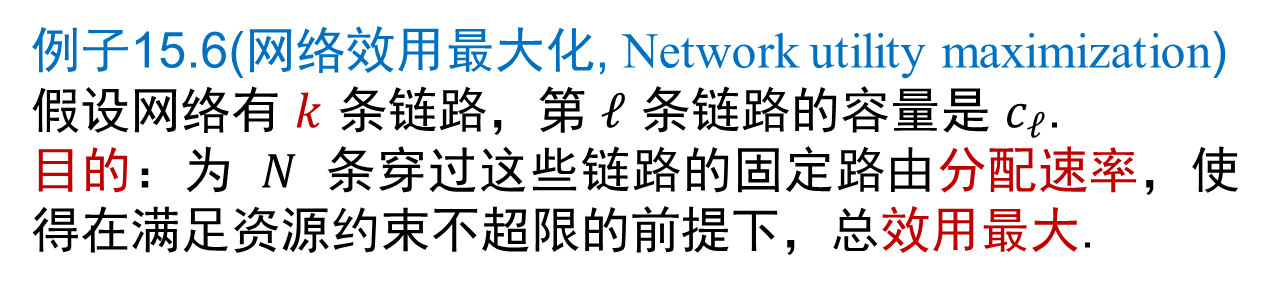 例子15.6(网络效用最大化, Network utility maximization)
假设网络有 k 条链路，第 ℓ 条链路的容量是 c_ℓ.
目的：为 N 条穿过这些链路的固定路由分配速率，使
得在满足资源约束不超限的前提下，总效用最大.